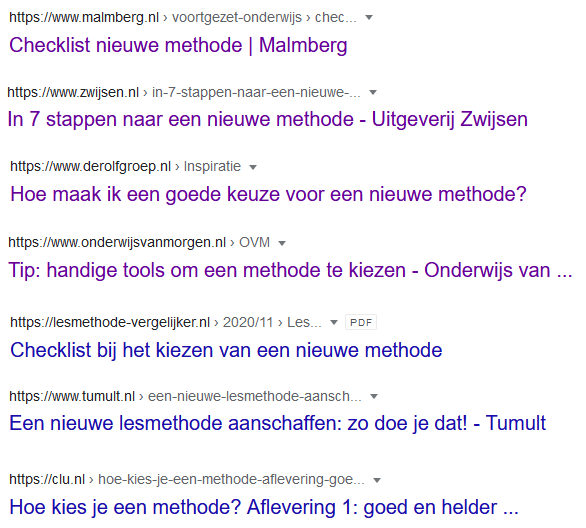 https://www.malmberg.nl › voortgezet-onderwijs › chec...
Checklist nieuwe methode | Malmberg
https://www.zwijsen.nl › in-7-stappen-naar-een-nieuwe-...
In 7 stappen naar een nieuwe methode - Uitgeverij Zwijsen
https://www.derolfgroep.nl › Inspiratie
Hoe maak ik een goede keuze voor een nieuwe methode?
https://www.onderwijsvanmorgen.nl › OVM
Tip: handige tools om een methode te kiezen - Onderwijs van ...
https://lesmethode-vergelijker.nl › 2020/11 › Les... PDF
Checklist bij het kiezen van een nieuwe methode
https://www.tumult.nl › een-nieuwe-lesmethode-aansch...
Een nieuwe lesmethode aanschaffen: zo doe je dat! - Tumult
https://clu.nl › hoe-kies-je-een-methode-aflevering-goe...
Hoe kies je een methode? Aflevering 1: goed en helder ...